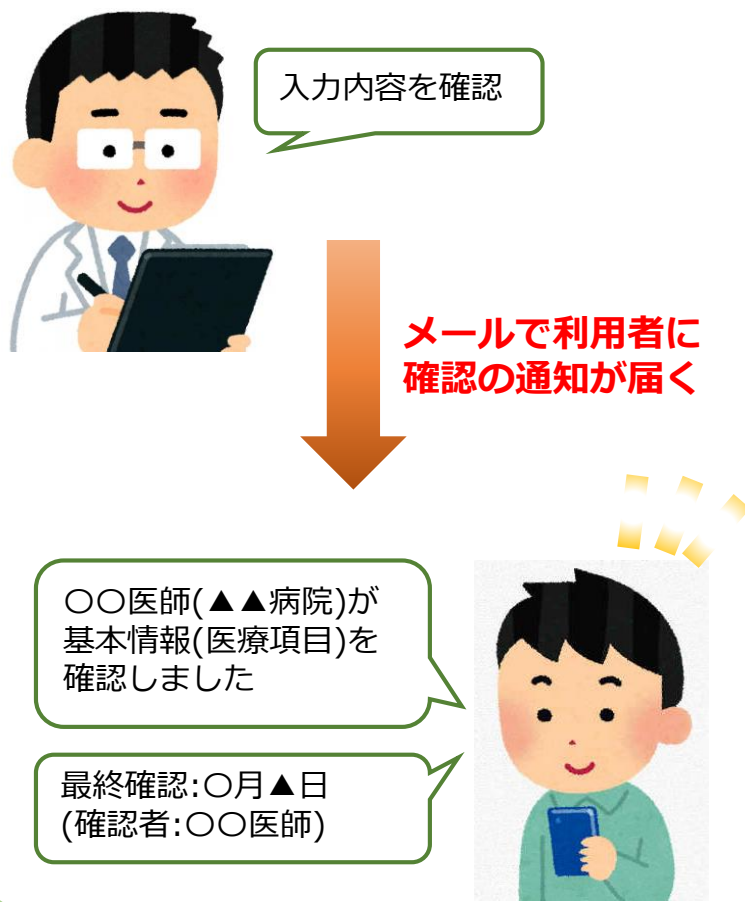 入力内容を確認
メールで利用者に
確認の通知が届く
〇〇医師(▲▲病院)が
基本情報(医療項目)を
確認しました
最終確認:〇月▲日
(確認者:〇〇医師)